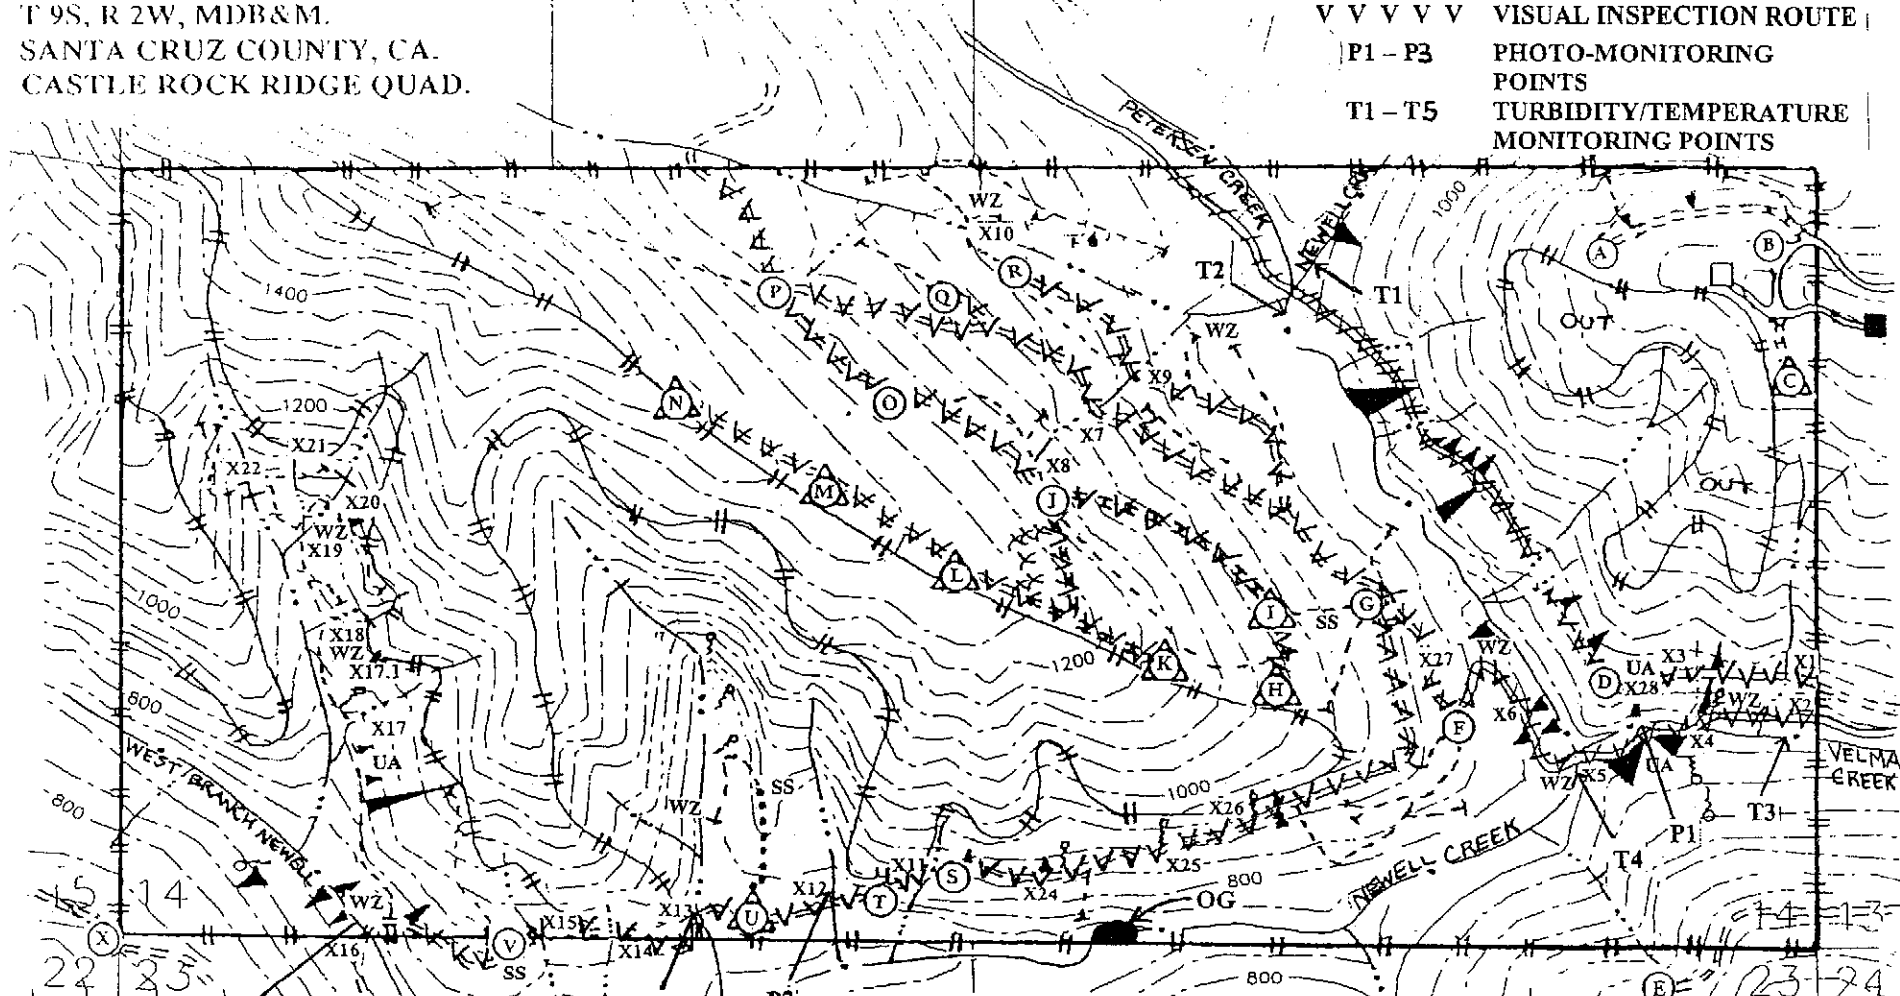 T 9S, R 2W, MDB&M.
SANTA CRUZ COUNTY, CA.
CASTLE ROCK RIDGE QUAD.
V V V V V VISUAL INSPECTION ROUTE
P1 – P3 PHOTO-MONITORING
POINTS
T1 – T5 TURBIDITY/TEMPERATURE
MONITORING POINTS
PETERSEN CREEK
1000
WZ
X10
A
B
R
T2
T1
1400
P
Q
OUT
WZ
X9
C
N
O
1200
X7
X21
X22
X8
M
J
OUT
X20
WZ
X19
L
1000
I
SS
G
X18
WZ
X17.1
1200
K
X27
WZ
H
D
UA
X28
X3
X1
WZ
X2
800
X17
UA
F
X6
X4
VELMA
CREEK
WEST BRANCH NEWELL
SS
1000
WZ
X5
UA
800
WZ
X26
P1
T3
T4
X25
NEWELL CREEK
15 14
X11
S
X24
800
OG
WZ
X12
T
X13
U
14 13
X
X16
V
SS
X15
X14
22 23
P2
800
E
23 24